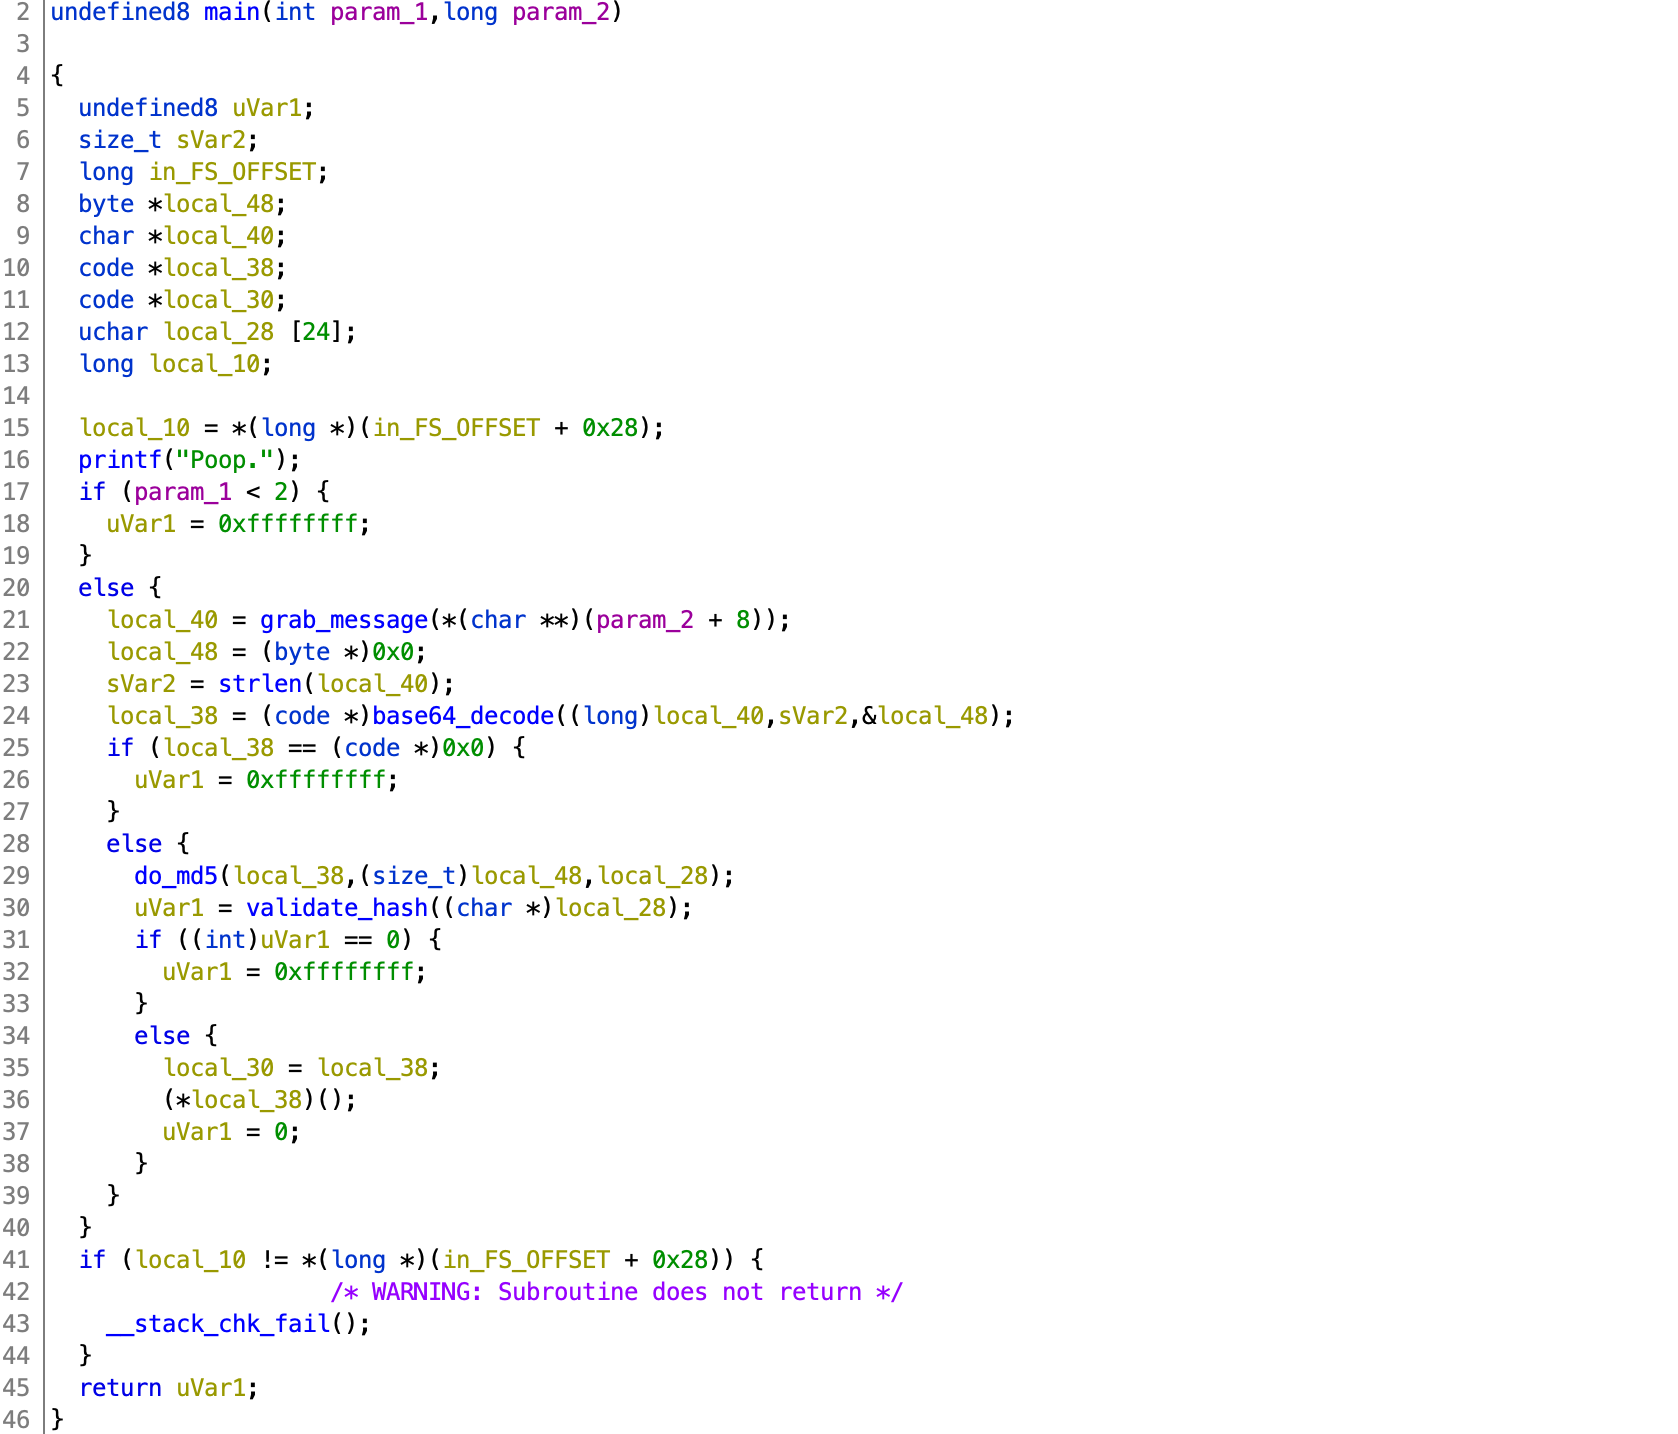 2 undefined8 main(int param_1,long param_2)
3
4 {
5   undefined8 uVar1;
6   size_t sVar2;
7   long in_FS_OFFSET;
8   byte *local_48;
9   char *local_40;
10   code *local_38;
11   code *local_30;
12   uchar local_28 [24];
13   long local_10;
14
15   local_10 = *(long *)(in_FS_OFFSET + 0x28);
16   printf("Poop.");
17   if (param_1 < 2) {
18     uVar1 = 0xffffffff;
19   }
20   else {
21     local_40 = grab_message(*(char **)(param_2 + 8));
22     local_48 = (byte *)0x0;
23     sVar2 = strlen(local_40);
24     local_38 = (code *)base64_decode((long)local_40,sVar2,&local_48);
25     if (local_38 == (code *)0x0) {
26       uVar1 = 0xffffffff;
27     }
28     else {
29       do_md5(local_38,(size_t)local_48,local_28);
30       uVar1 = validate_hash((char *)local_28);
31       if ((int)uVar1 == 0) {
32         uVar1 = 0xffffffff;
33       }
34       else {
35         local_30 = local_38;
36         (*local_38)();
37         uVar1 = 0;
38       }
39     }
40   }
41   if (local_10 != *(long *)(in_FS_OFFSET + 0x28)) {
42                     /* WARNING: Subroutine does not return */
43     __stack_chk_fail();
44   }
45   return uVar1;
46 }